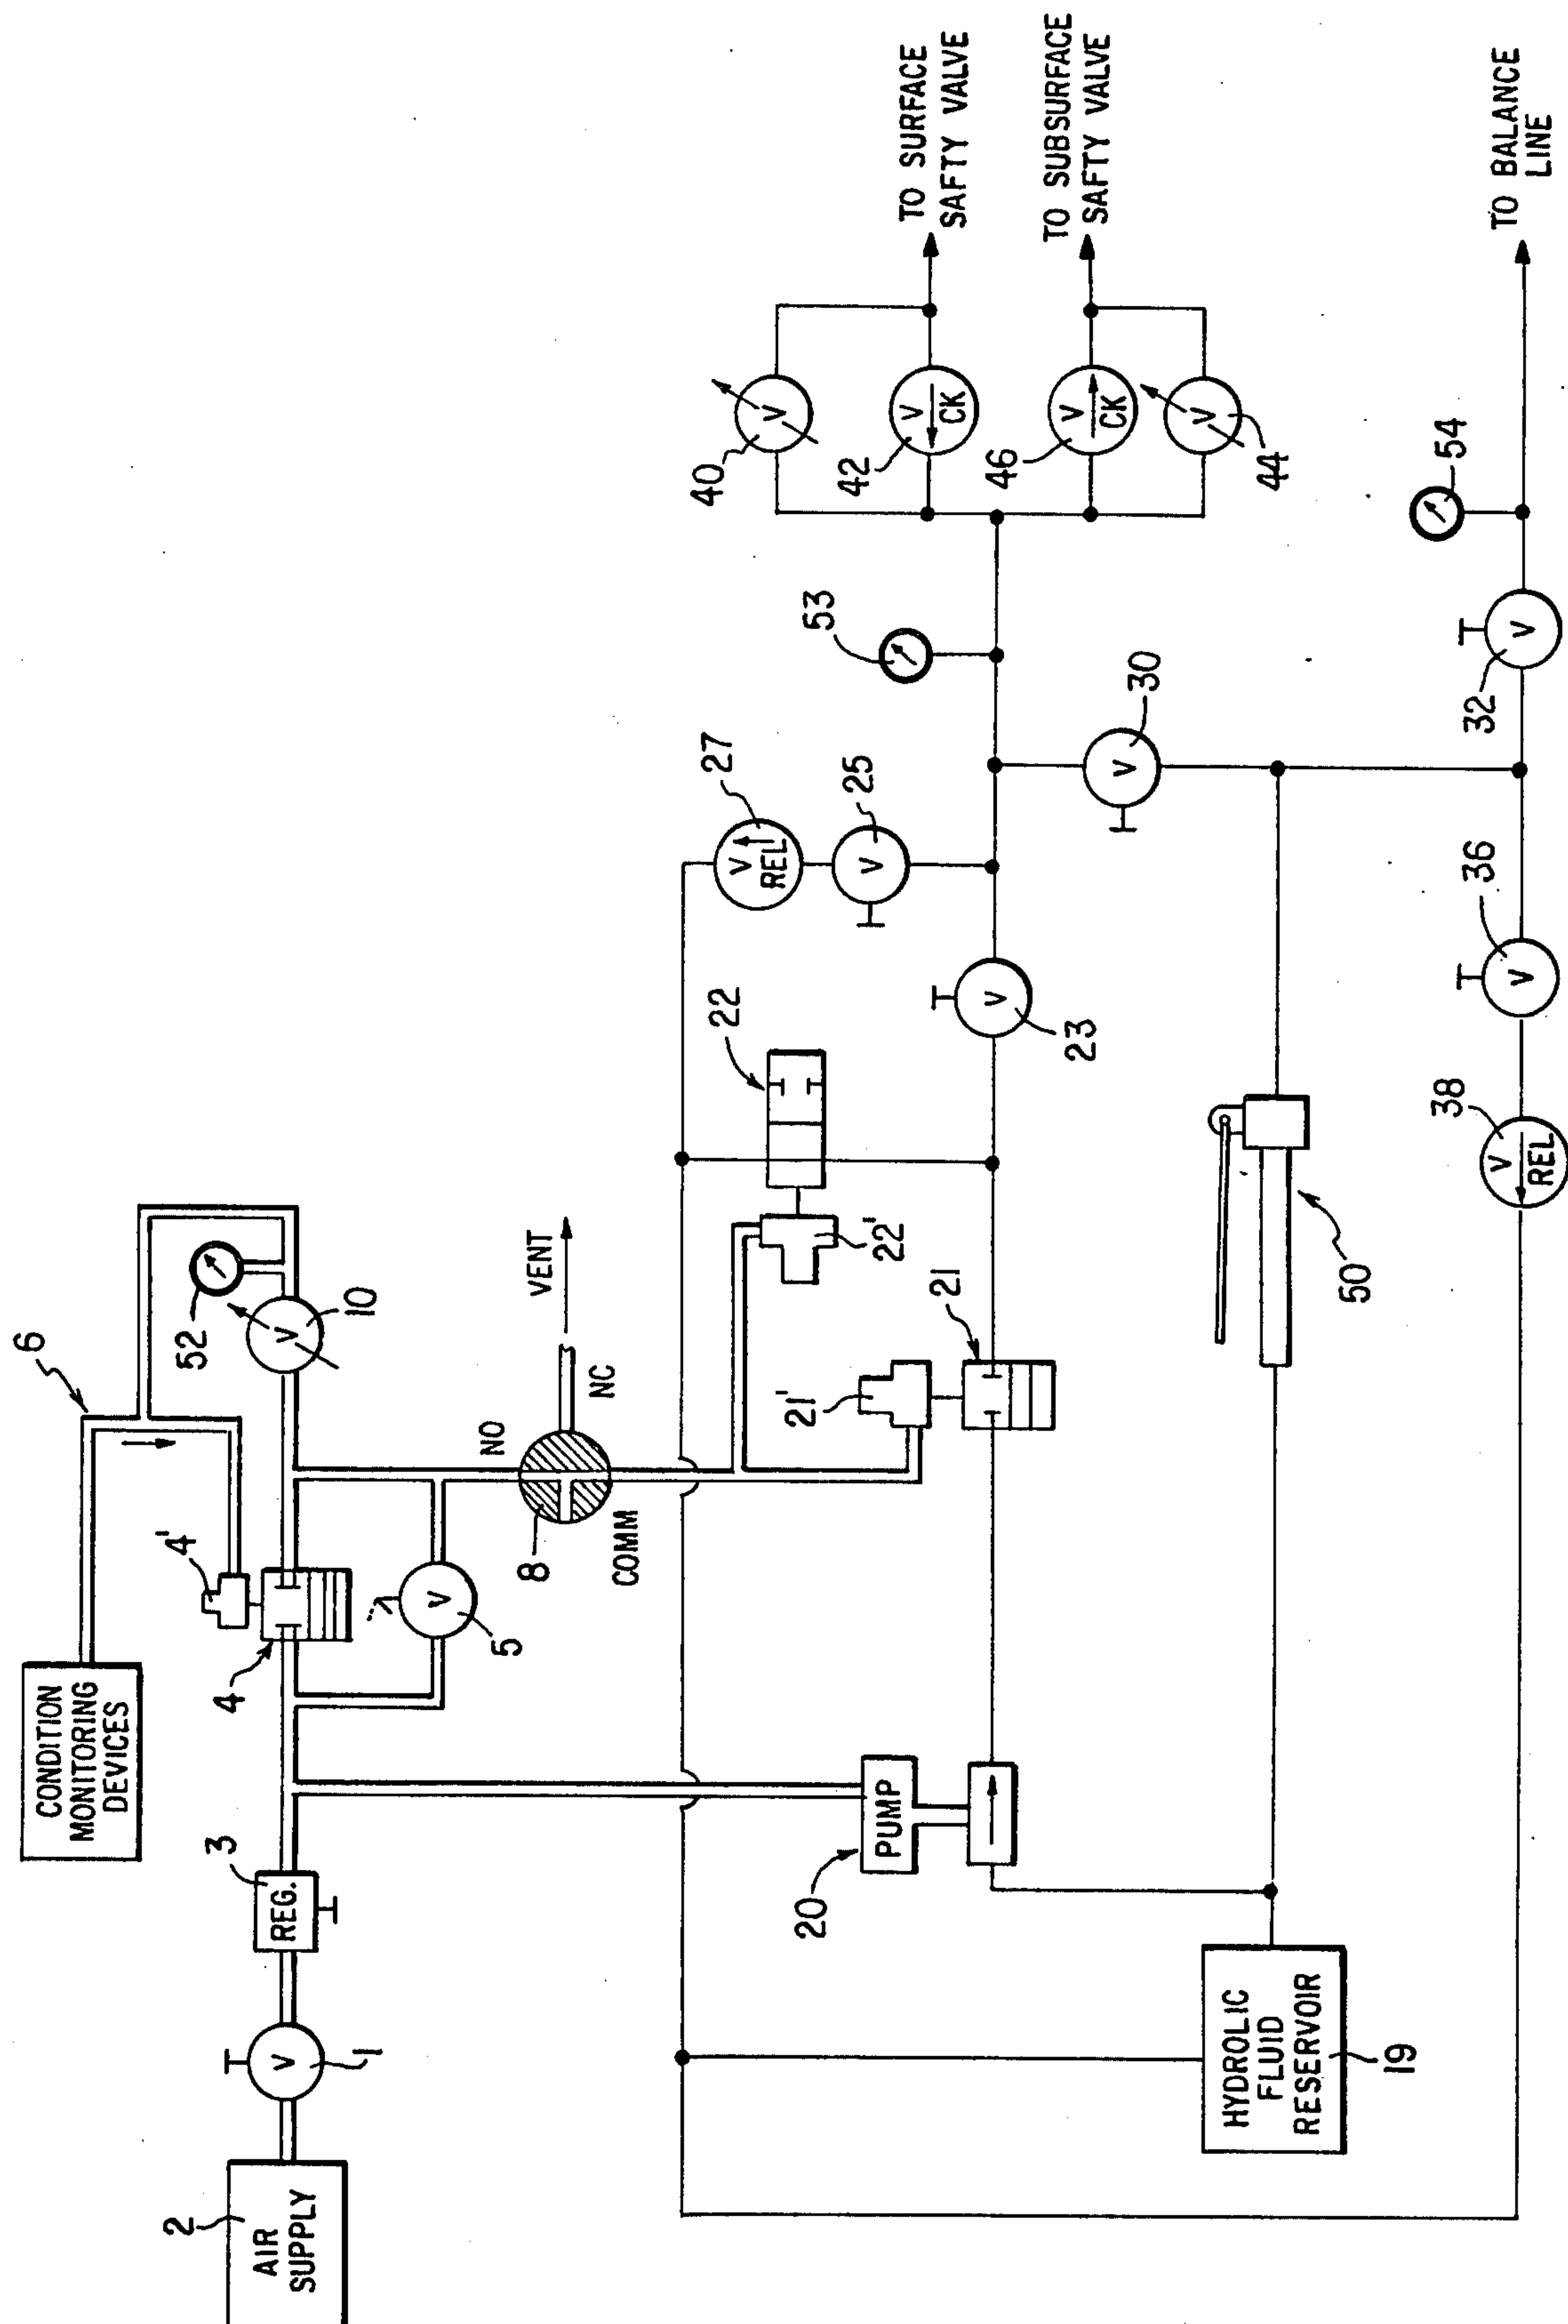 CONDITION
MONITORING
DEVICES
6
52
10
4'
4
3
REG.
V
1
2
AIR
SUPPLY
V
V
5
8
NO
NC
COMM
VENT
22
22'
21'
21
20
PUMP
27
V
REL
25
V
23
V
53
30
V
40
V
42
V
CK
46
V
CK
44
V
TO SURFACE
SAFTY VALVE
TO SUBSURFACE
SAFTY VALVE
54
TO BALANCE
LINE
32
V
36
V
38
V
REL
50
HYDROLIC
FLUID
RESERVOIR
19